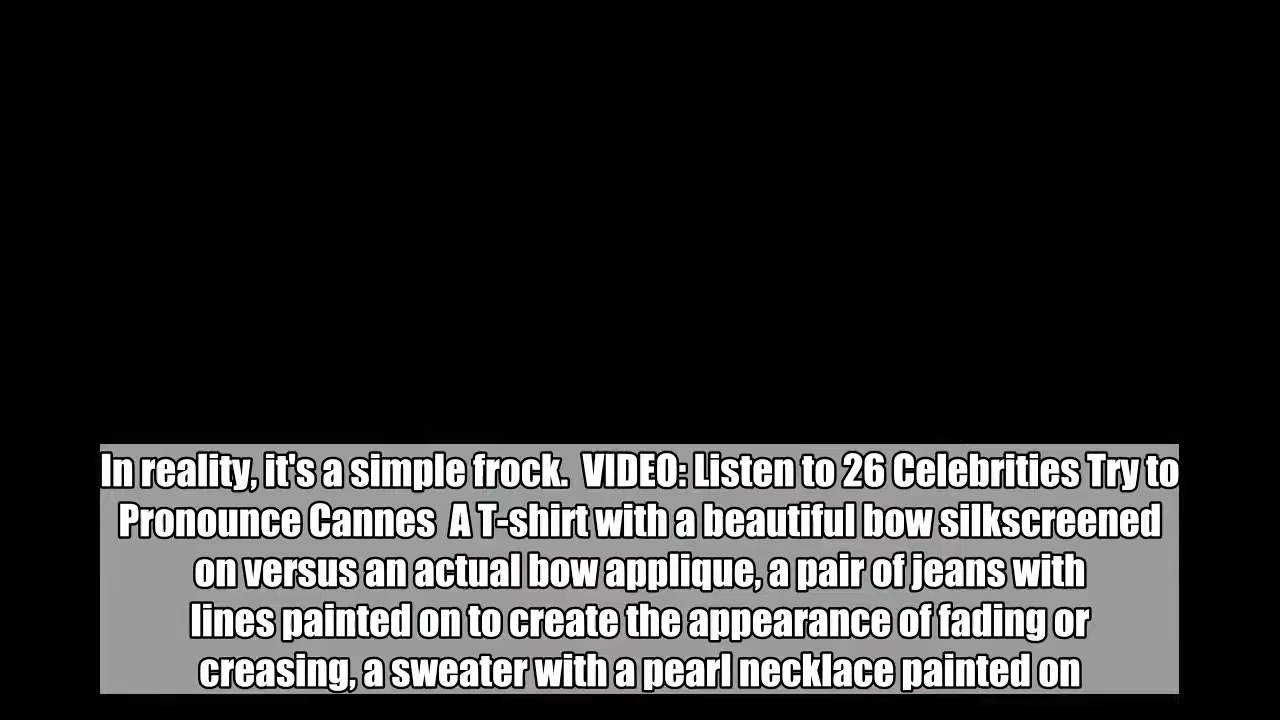 In reality, it's a simple frock.  VIDEO: Listen to 26 Celebrities Try to
Pronounce Cannes  A T-shirt with a beautiful bow silkscreened
on versus an actual bow applique, a pair of jeans with
lines painted on to create the appearance of fading or
creasing, a sweater with a pearl necklace painted on